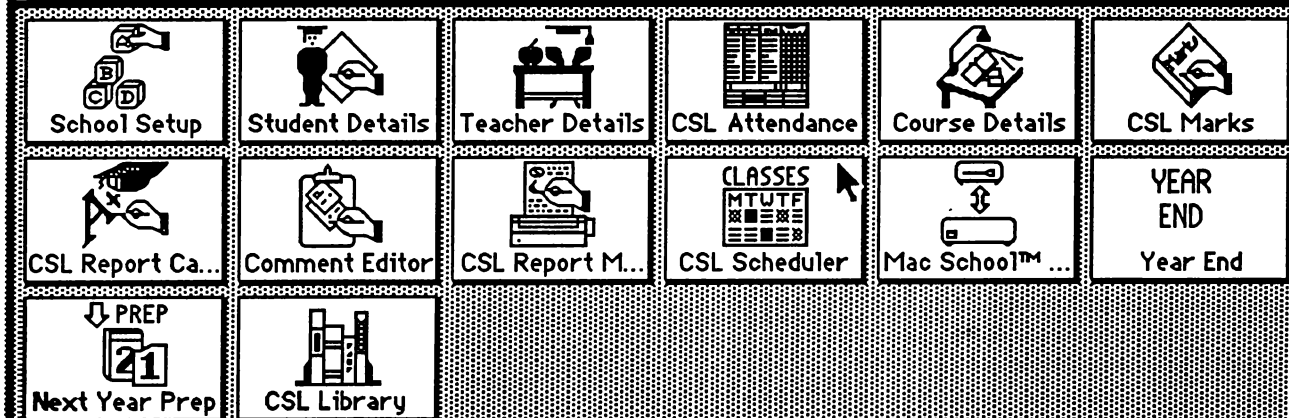 A
B
C D
School Setup
Student Details
Teacher Details
CSL Attendance
Course Details
CSL Marks
CSL Report Ca...
Comment Editor
CSL Report M...
CLASSES
MTWTF
CSL Scheduler
Mac School™ ...
YEAR
END
Year End
PREP
21
Next Year Prep
CSL Library